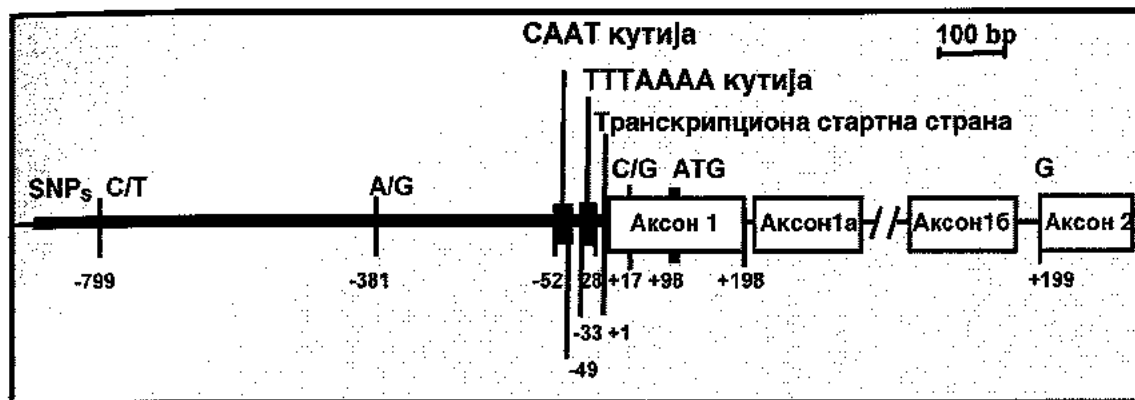 CAAT кутија
100 bp
TTTAAAA кутија
Транскрипциона стартна страна
SNPs C/T
A/G
C/G ATG
G
Аксон 1
Аксон1а
Аксон1б
Аксон 2
-799
-381
-52
28
+17
+98
+198
+199
-33 +1
-49